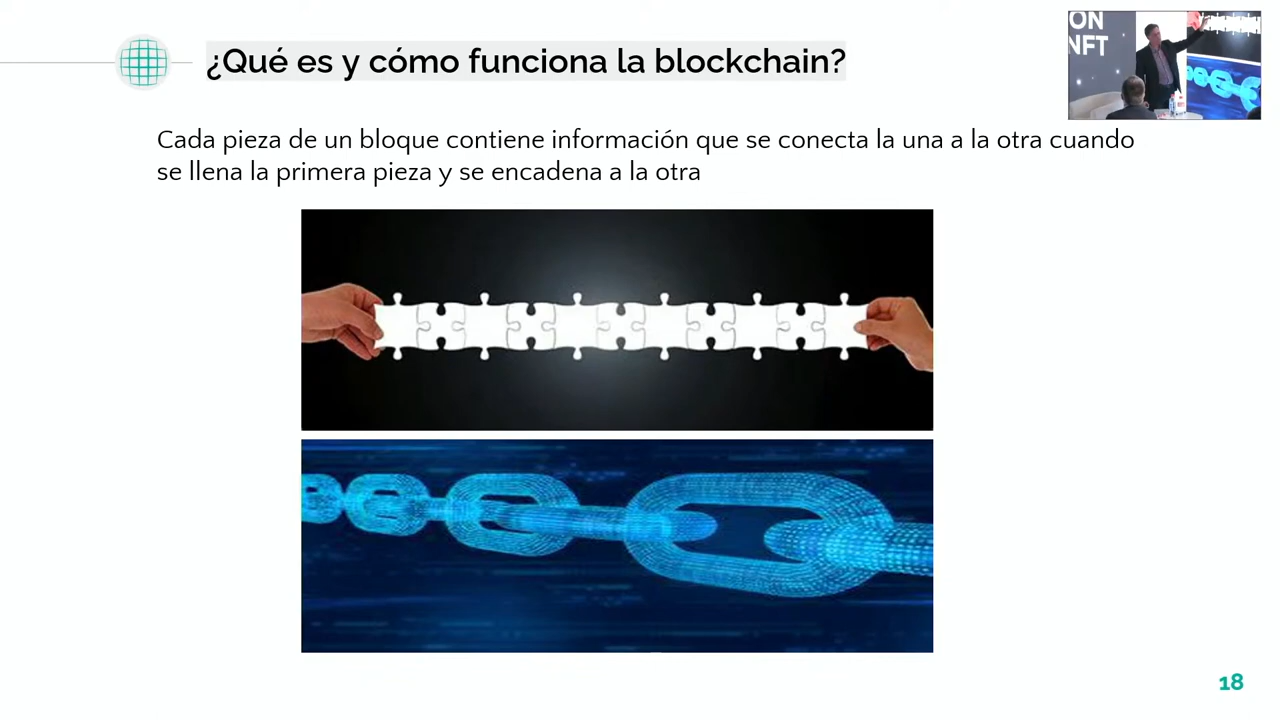 ¿Qué es y cómo funciona la blockchain?
ON
NFT
Cada pieza de un bloque contiene información que se conecta la una a la otra cuando
se llena la primera pieza y se encadena a la otra
18